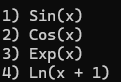 1) Sin(x)
2) Cos(x)
3) Exp(x)
4) Ln(x + 1)